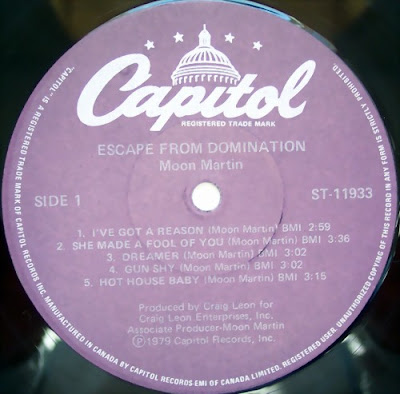 Capitol
REGISTERED TRADE MARK
ESCAPE FROM DOMINATION
Moon Martin
SIDE 1
ST-11933
1. I'VE GOT A REASON (Moon Martin) BMI 2:59
2. SHE MADE A FOOL OF YOU (Moon Martin) BMI 3:36
3. DREAMER (Moon Martin) BMI 3:02
4. GUN SHY (Moon Martin) BMI 3:02
5. HOT HOUSE BABY (Moon Martin) BMI 3:15
Produced by Craig Leon for
Craig Leon Enterprises, Inc.
Associate Producer-Moon Martin
Ⓟ1979 Capitol Records, Inc.
"CAPITOL" IS A REGISTERED TRADE MARK OF CAPITOL RECORDS INC. MANUFACTURED IN CANADA BY CAPITOL RECORDS-EMI OF CANADA LIMITED. REGISTERED USER. UNAUTHORIZED COPYING OF THIS RECORD IN ANY FORM IS STRICTLY PROHIBITED.